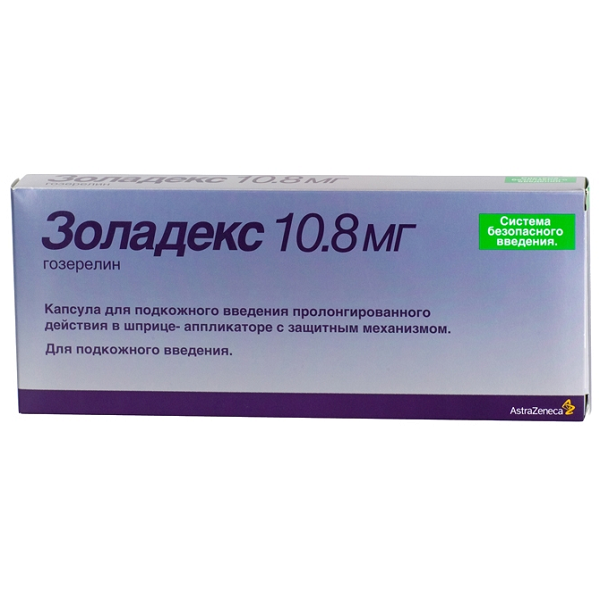 Золадекс 10.8 мг
Золадекс 10.8 мг
гозерелин
Система
безопасного
введения.
Капсула для подкожного введения пролонгированного
действия в шприце- аппликаторе с защитным механизмом.
Для подкожного введения.
AstraZeneca